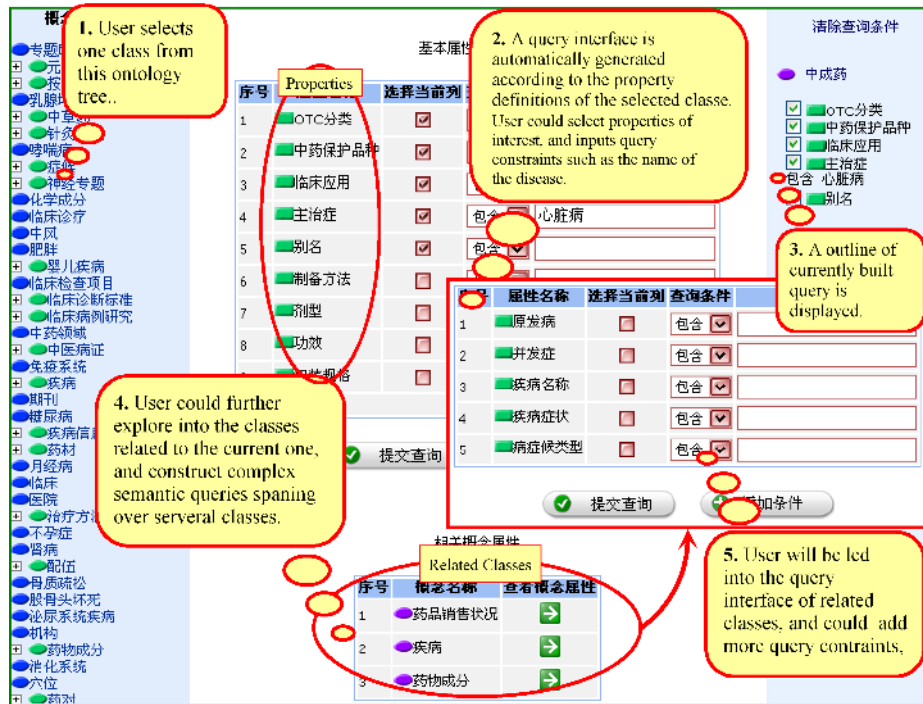 概念
1. User selects
one class from
this ontology
tree..
专题
元
按
乳腺
中草药
针灸
哮喘病
症候
神经专题
化学成分
临床诊疗
中风
肥胖
婴儿疾病
临床检查项目
临床诊断标准
临床病例研究
中药领域
中医病证
免疫系统
疾病
期刊
糖尿病
疾病信息
药材
月经病
临床
医院
治疗方法
不孕症
肾病
配伍
骨质疏松
股骨头坏死
泌尿系统疾病
机构
药物成分
消化系统
穴位
药对
基本属性
Properties
序号 选择当前列
1 OTC分类
2 中药保护品种
3 临床应用
4 主治症 包含 心脏病
5 别名 包含
6 制备方法
7 剂型
8 功效
包装规格
提交查询
2. A query interface is
automatically generated
according to the property
definitions of the selected classe.
User could select properties of
interest, and inputs query
constraints such as the name of
the disease.
清除查询条件
中成药
OTC分类
中药保护品种
临床应用
主治症
包含 心脏病
别名
3. A outline of
currently built
query is
displayed.
序号 属性名称 选择当前列 查询条件
1 原发病 包含
2 并发症 包含
3 疾病名称 包含
4 疾病症状 包含
5 病症候类型 包含
提交查询 增加条件
4. User could further
explore into the classes
related to the current one,
and construct complex
semantic queries spaning
over serveral classes.
相关概念属性
Related Classes
序号 概念名称 查看概念属性
1 药品销售状况
2 疾病
3 药物成分
5. User will be led
into the query
interface of related
classes, and could add
more query contraints,